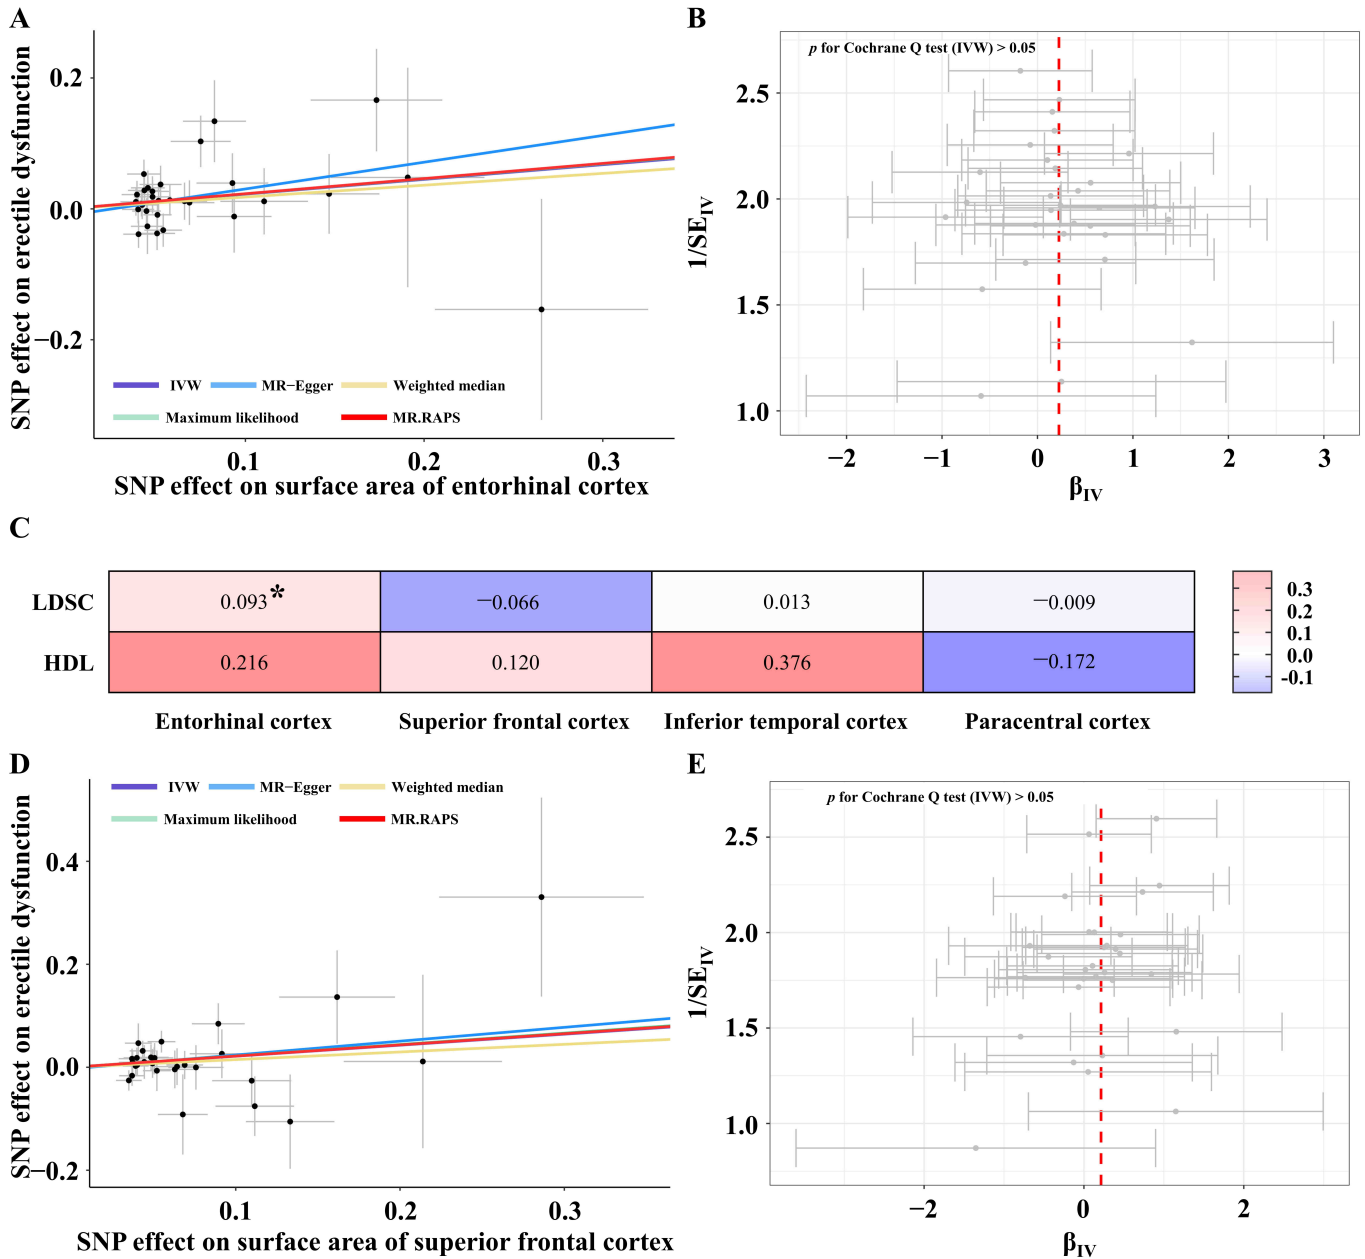 A
SNP effect on erectile dysfunction
0.2
0.0
−0.2
IVW
MR−Egger
Weighted median
Maximum likelihood
MR.RAPS
0.1
0.2
0.3
SNP effect on surface area of entorhinal cortex
B
p for Cochrane Q test (IVW) > 0.05
1/SE_IV
2.5
2.0
1.5
1.0
−2
−1
0
1
2
3
β_IV
C
LDSC
0.093*
−0.066
0.013
−0.009
HDL
0.216
0.120
0.376
−0.172
Entorhinal cortex
Superior frontal cortex
Inferior temporal cortex
Paracentral cortex
0.3
0.2
0.1
0.0
-0.1
D
SNP effect on erectile dysfunction
IVW
MR−Egger
Weighted median
Maximum likelihood
MR.RAPS
0.4
0.2
0.0
−0.2
0.1
0.2
0.3
SNP effect on surface area of superior frontal cortex
E
p for Cochrane Q test (IVW) > 0.05
1/SE_IV
2.5
2.0
1.5
1.0
−2
0
2
β_IV